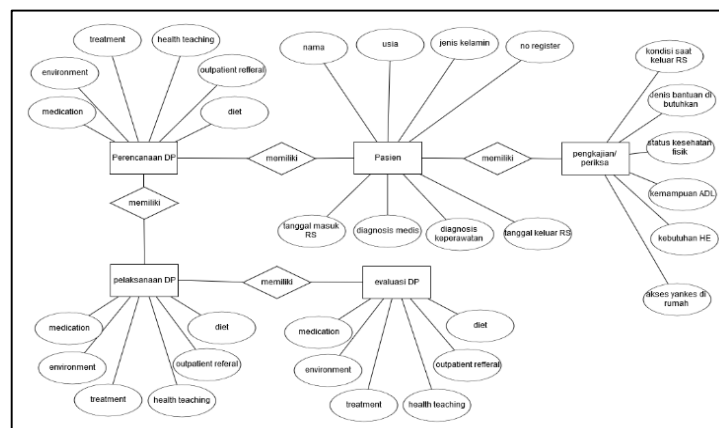 treatment
health teaching
environment
outpatient refferal
medication
diet
Perencanaan DP
memiliki
nama
usia
jenis kelamin
no register
memiliki
Pasien
memiliki
tanggal masuk
RS
diagnosis medis
diagnosis
keperawatan
tanggal keluar RS
kondisi saat
keluar RS
jenis bantuan di
butuhkan
pengkajian/
periksa
status kesehatan
fisik
kemampuan ADL
kebutuhan HE
akses yankes di
rumah
pelaksanaan DP
memiliki
evaluasi DP
medication
diet
environment
outpatient referal
treatment
health teaching
medication
diet
environment
outpatient refferal
treatment
health teaching